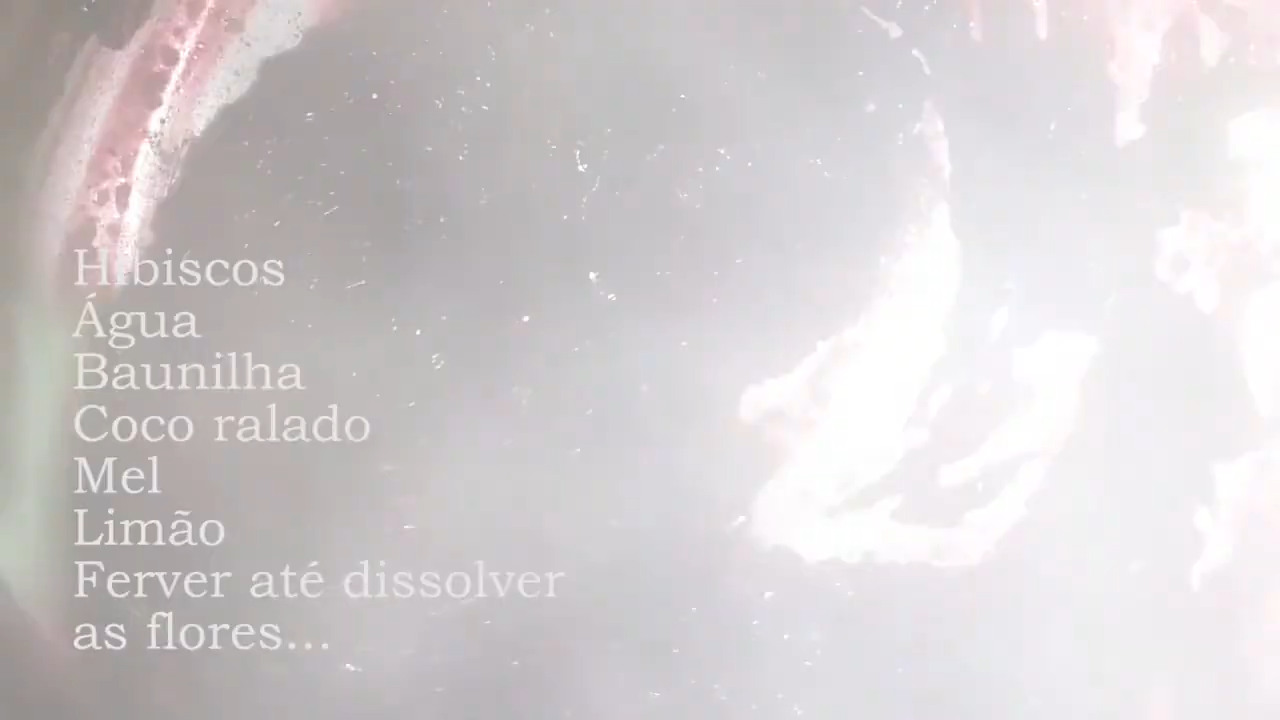 Hibiscos
Água
Baunilha
Coco ralado
Mel
Limão
Ferver até dissolver
as flores...